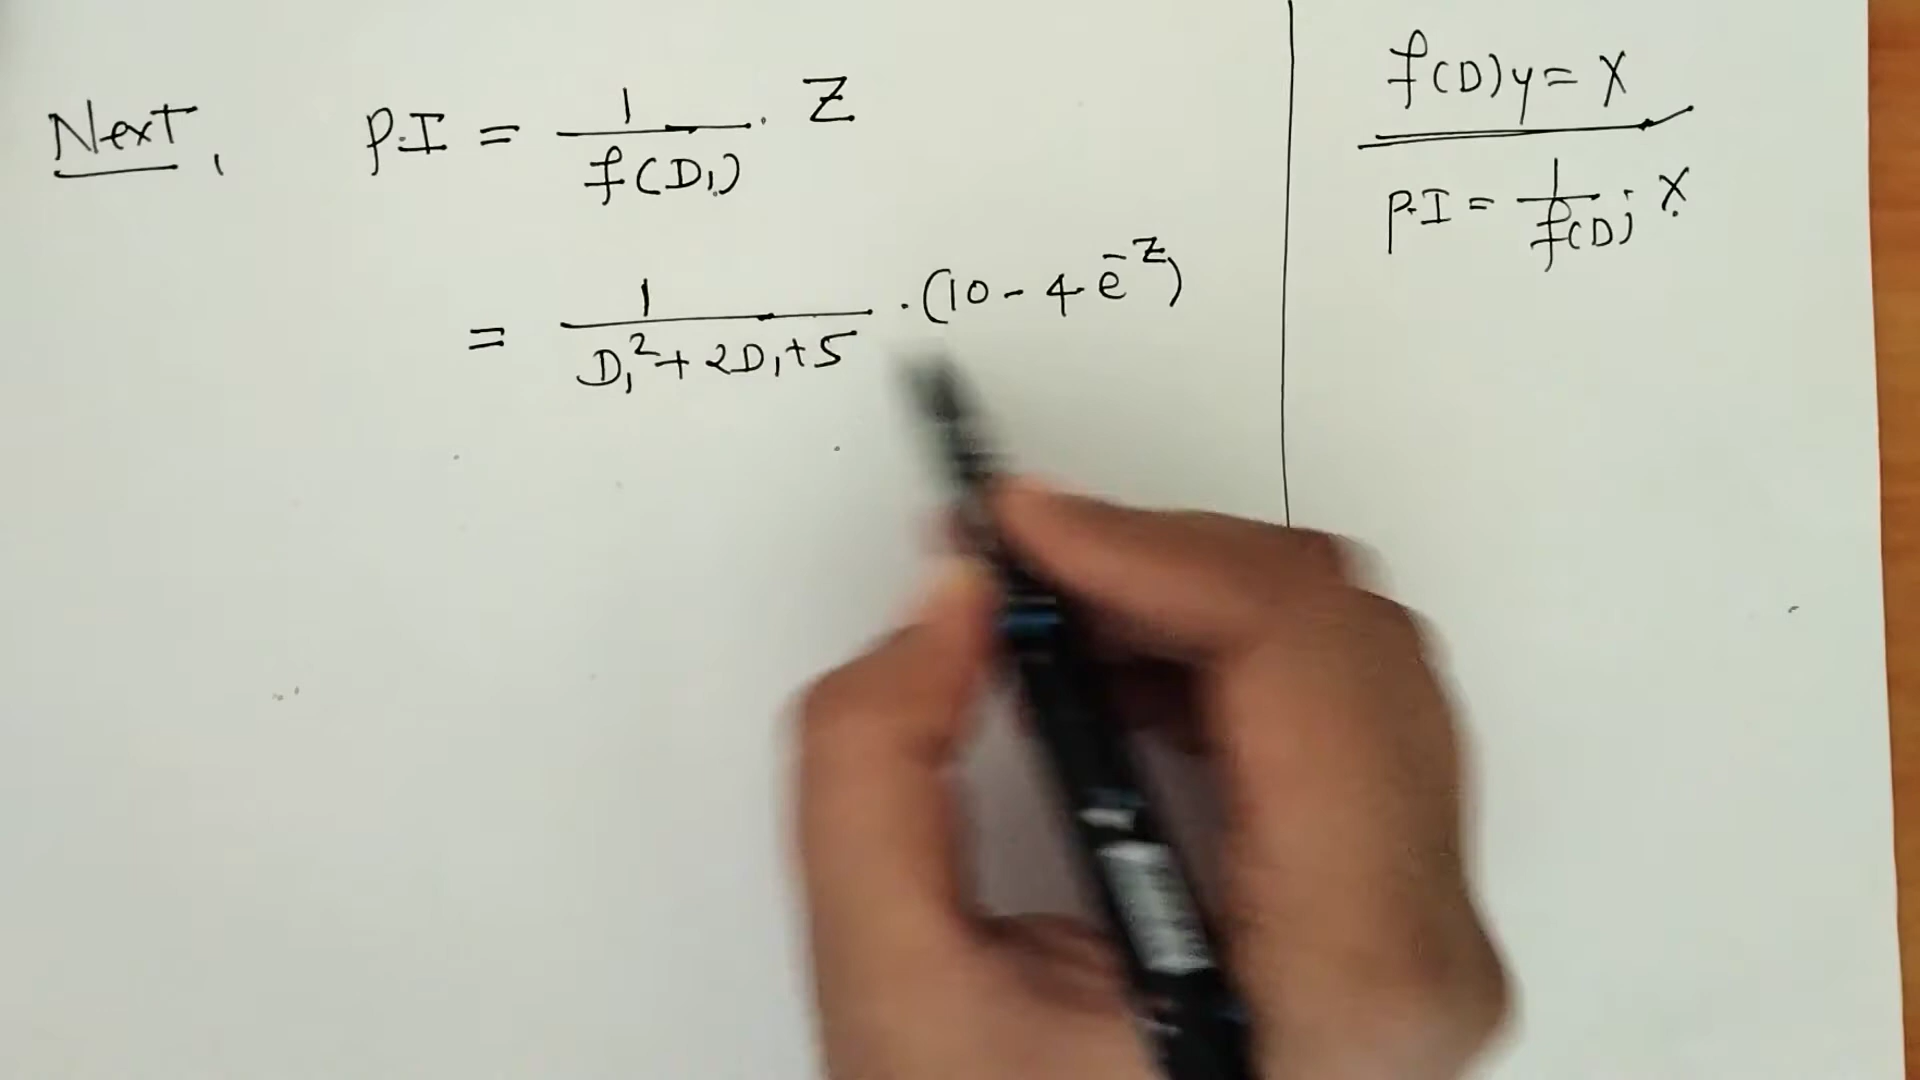 Next, P.I = 1/f(D₁) . Z
= 1/(D₁² + 2D₁ + 5) . (10 - 4e^-z)
f(D)y = X
P.I = 1/f(D) . X